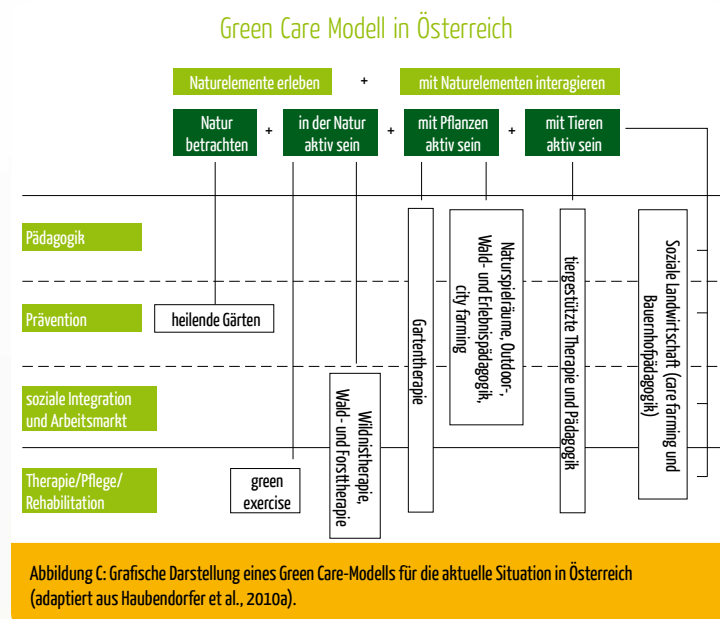 Green Care Modell in Österreich
Naturelemente erleben + mit Naturelementen interagieren
Natur
betrachten
+
in der Natur
aktiv sein
+
mit Pflanzen
aktiv sein
+
mit Tieren
aktiv sein
Pädagogik
Prävention
soziale Integration
und Arbeitsmarkt
Therapie/Pflege/
Rehabilitation
heilende Gärten
green
exercise
Wildnistherapie,
Wald- und Forsttherapie
Gartentherapie
Naturspielräume, Outdoor-,
Wald- und Erlebnispädagogik,
city farming
tiergestützte Therapie und Pädagogik
Soziale Landwirtschaft (care farming und
Bauernhofpädagogik)
Abbildung C: Grafische Darstellung eines Green Care-Modells für die aktuelle Situation in Österreich
(adaptiert aus Haubendorfer et al., 2010a).